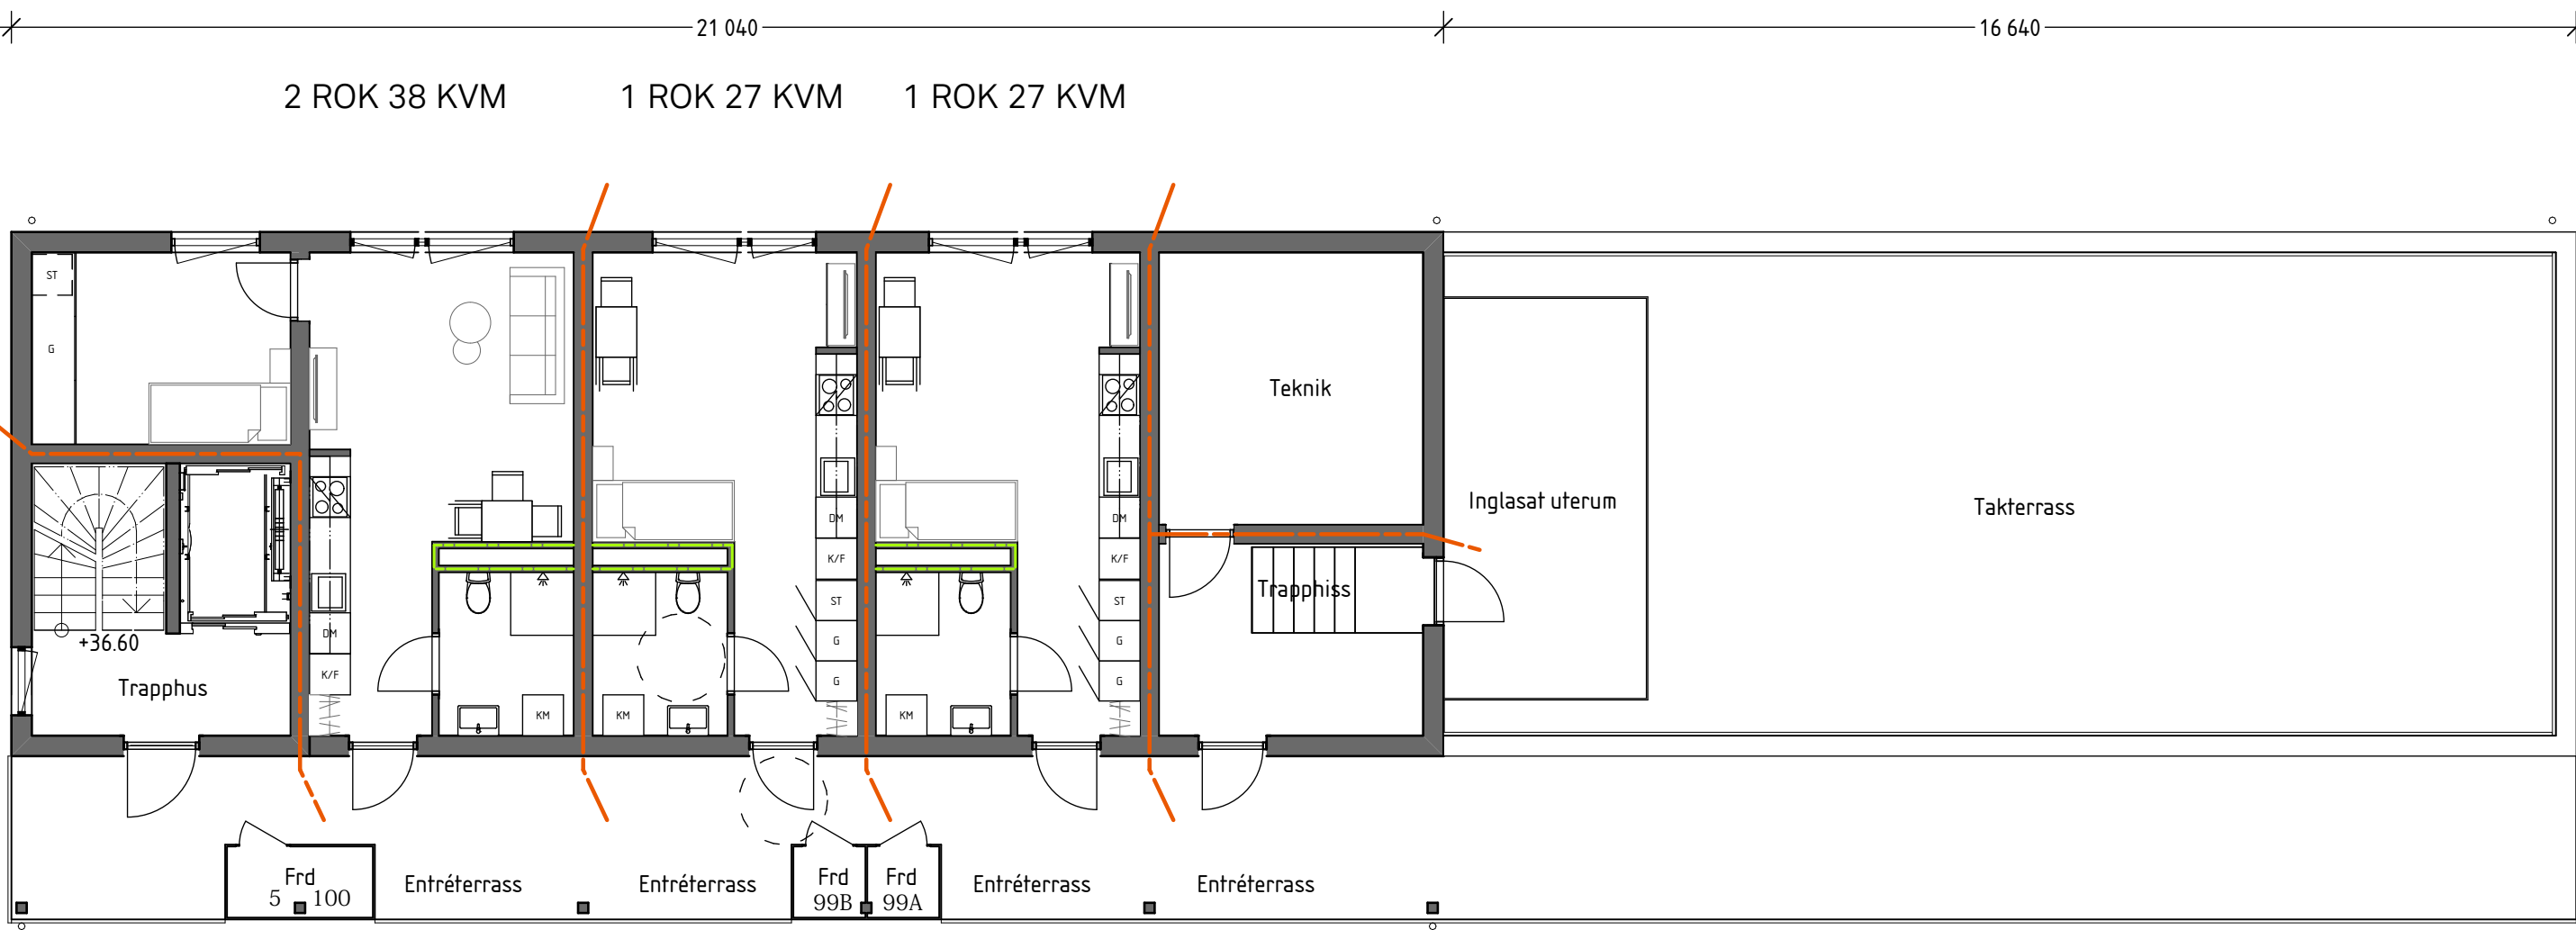 21 040
16 640
2 ROK 38 KVM
1 ROK 27 KVM
1 ROK 27 KVM
ST
G
Teknik
Inglasat uterum
Takterrass
DM
DM
K/F
K/F
Trapphiss
ST
ST
+36.60
DM
G
G
K/F
Trapphus
G
G
KM
KM
KM
Frd
5 100
Entréterrass
Entréterrass
Frd
99B
Frd
99A
Entréterrass
Entréterrass